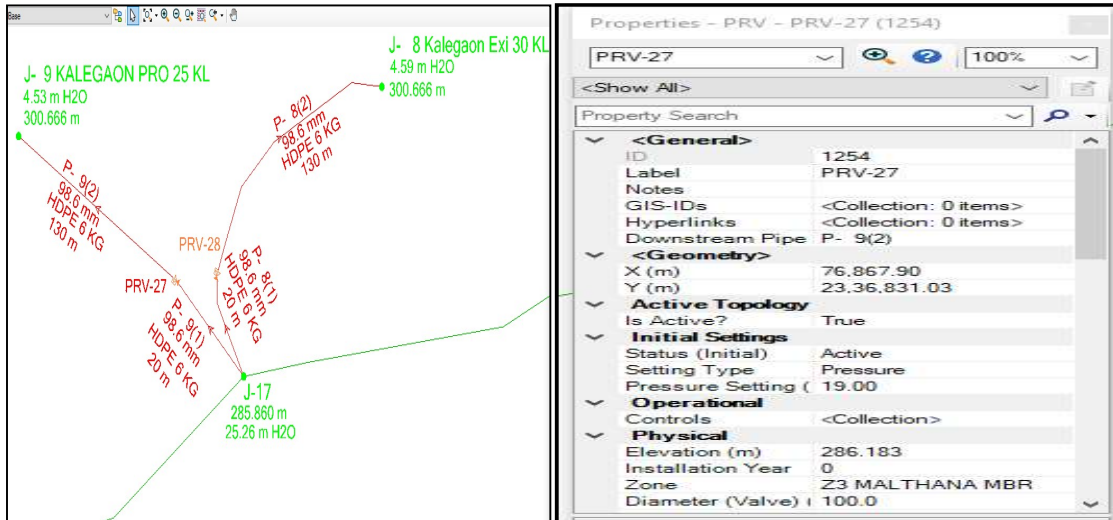 Base
J- 9 KALEGAON PRO 25 KL
4.53 m H2O
300.666 m
J- 8 Kalegaon Exi 30 KL
4.59 m H2O
300.666 m
P- 8(2)
98.6 mm
HDPE 6 KG
130 m
P- 9(2)
98.6 mm
HDPE 6 KG
130 m
PRV-28
PRV-27
P- 8(1)
98.6 mm
HDPE 6 KG
20 m
P- 9(1)
98.6 mm
HDPE 6 KG
20 m
J-17
285.860 m
25.26 m H2O
Properties - PRV - PRV-27 (1254)
PRV-27 100%
<Show All>
Property Search
<General>
ID 1254
Label PRV-27
Notes
GIS-IDs <Collection: 0 items>
Hyperlinks <Collection: 0 items>
Downstream Pipe P- 9(2)
<Geometry>
X (m) 76,867.90
Y (m) 23,36,831.03
Active Topology
Is Active? True
Initial Settings
Status (Initial) Active
Setting Type Pressure
Pressure Setting ( 19.00
Operational
Controls <Collection>
Physical
Elevation (m) 286.183
Installation Year 0
Zone Z3 MALTHANA MBR
Diameter (Valve) ( 100.0